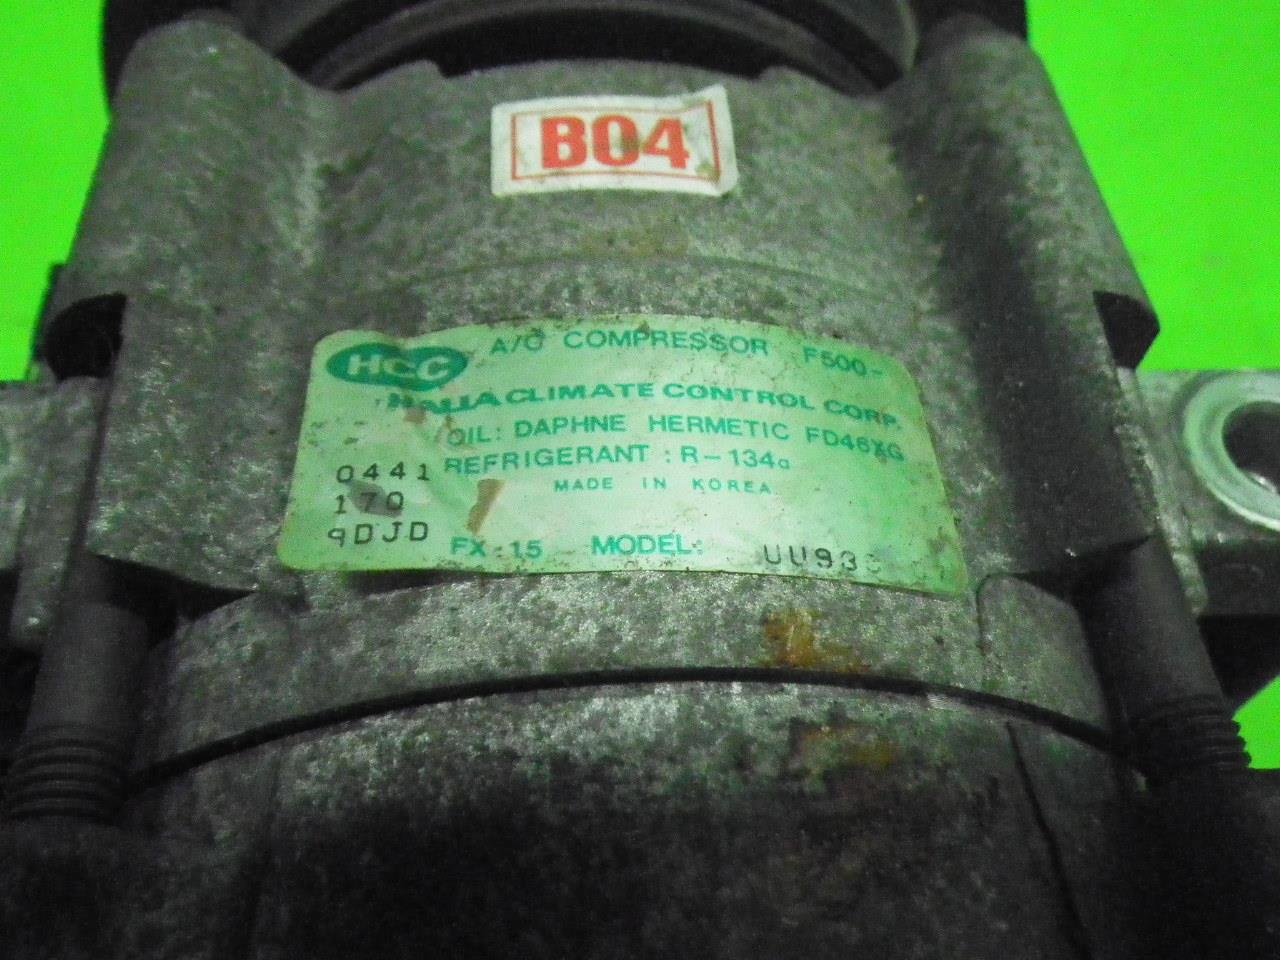 B04
HCC A/C COMPRESSOR F500-
HALLA CLIMATE CONTROL CORP.
OIL: DAPHNE HERMETIC FD46XG
0441 REFRIGERANT : R-134a
170 MADE IN KOREA
9DJD
FX-15 MODEL: